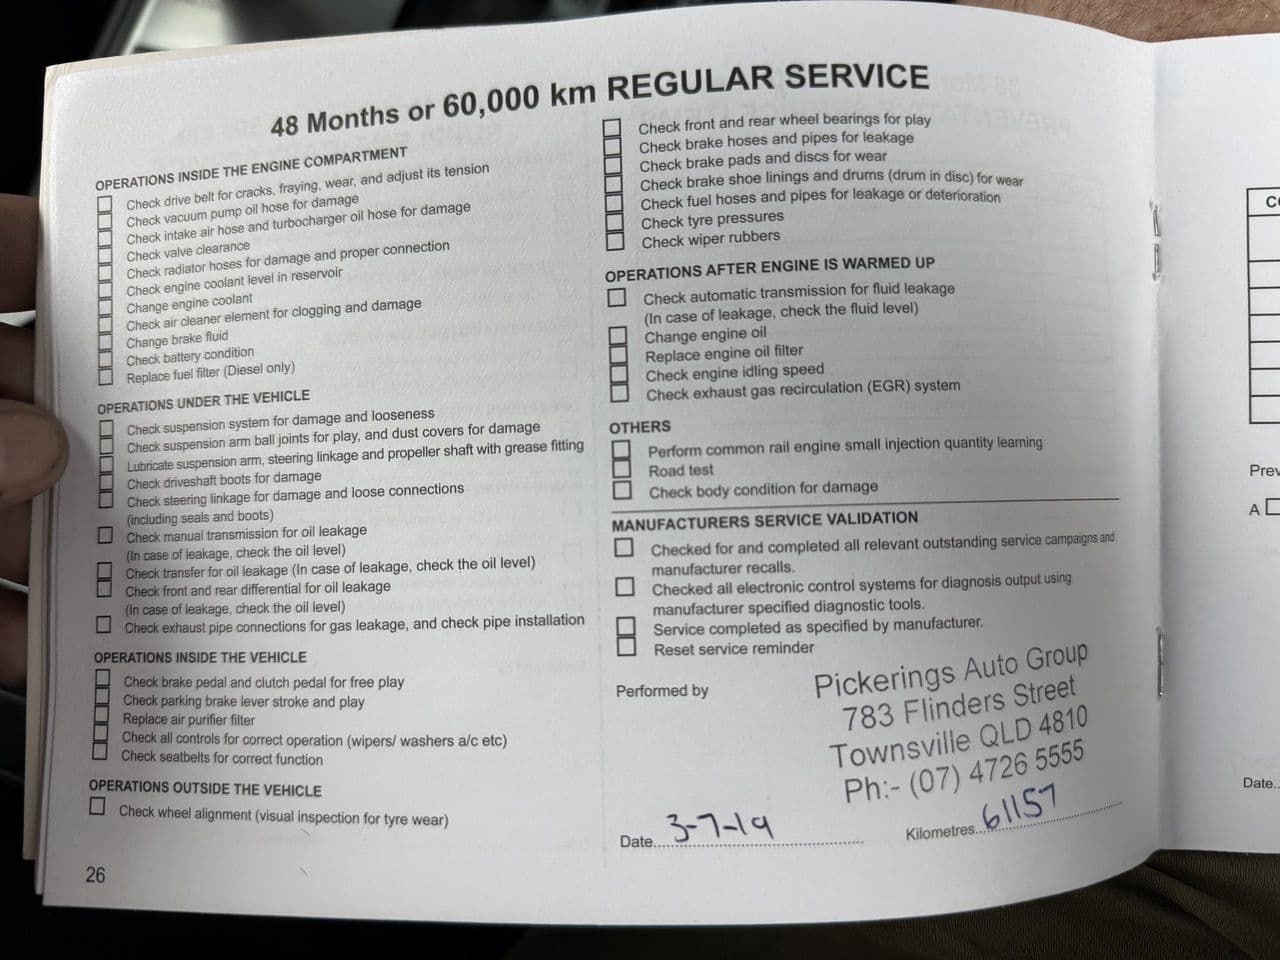 48 Months or 60,000 km REGULAR SERVICE
OPERATIONS INSIDE THE ENGINE COMPARTMENT
Check drive belt for cracks, fraying, wear, and adjust its tension
Check vacuum pump oil hose for damage
Check intake air hose and turbocharger oil hose for damage
Check valve clearance
Check radiator hoses for damage and proper connection
Check engine coolant level in reservoir
Change engine coolant
Check air cleaner element for clogging and damage
Change brake fluid
Check battery condition
Replace fuel filter (Diesel only)
OPERATIONS UNDER THE VEHICLE
Check suspension system for damage and looseness
Check suspension arm ball joints for play, and dust covers for damage
Lubricate suspension arm, steering linkage and propeller shaft with grease fitting
Check driveshaft boots for damage
Check steering linkage for damage and loose connections
(including seals and boots)
Check manual transmission for oil leakage
(In case of leakage, check the oil level)
Check transfer for oil leakage (In case of leakage, check the oil level)
Check front and rear differential for oil leakage
(In case of leakage, check the oil level)
Check exhaust pipe connections for gas leakage, and check pipe installation
OPERATIONS INSIDE THE VEHICLE
Check brake pedal and clutch pedal for free play
Check parking brake lever stroke and play
Replace air purifier filter
Check all controls for correct operation (wipers/ washers a/c etc)
Check seatbelts for correct function
OPERATIONS OUTSIDE THE VEHICLE
Check wheel alignment (visual inspection for tyre wear)
26
Check front and rear wheel bearings for play
Check brake hoses and pipes for leakage
Check brake pads and discs for wear
Check brake shoe linings and drums (drum in disc) for wear
Check fuel hoses and pipes for leakage or deterioration
Check tyre pressures
Check wiper rubbers
OPERATIONS AFTER ENGINE IS WARMED UP
Check automatic transmission for fluid leakage
(In case of leakage, check the fluid level)
Change engine oil
Replace engine oil filter
Check engine idling speed
Check exhaust gas recirculation (EGR) system
OTHERS
Perform common rail engine small injection quantity learning
Road test
Check body condition for damage
MANUFACTURERS SERVICE VALIDATION
Checked for and completed all relevant outstanding service campaigns and
manufacturer recalls.
Checked all electronic control systems for diagnosis output using
manufacturer specified diagnostic tools.
Service completed as specified by manufacturer.
Reset service reminder
Performed by
Pickerings Auto Group
783 Flinders Street
Townsville QLD 4810
Ph:- (07) 4726 5555
Date 3-7-19
Kilometres 61157
A
Date